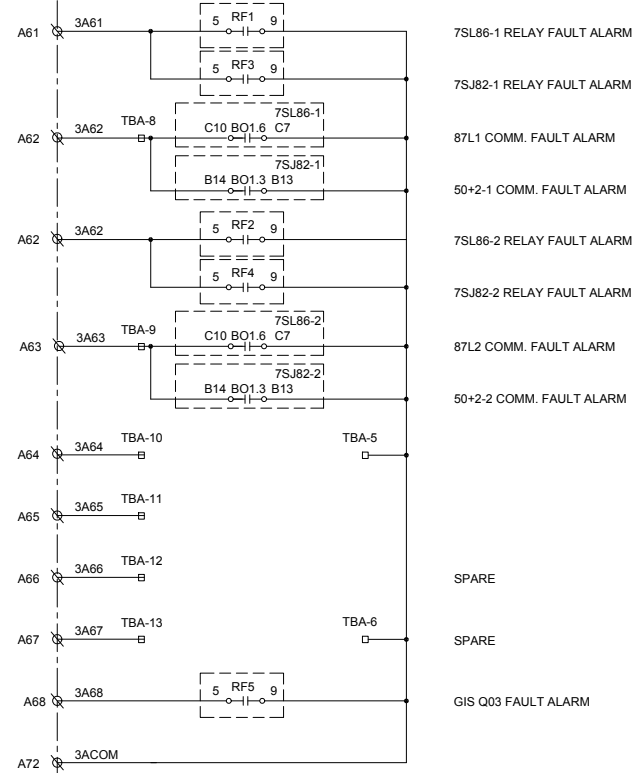 A61 3A61 5 RF1 9 7SL86-1 RELAY FAULT ALARM
5 RF3 9 7SJ82-1 RELAY FAULT ALARM
7SL86-1
A62 3A62 TBA-8 C10 BO1.6 C7 87L1 COMM. FAULT ALARM
7SJ82-1
B14 BO1.3 B13 50+2-1 COMM. FAULT ALARM
A62 3A62 5 RF2 9 7SL86-2 RELAY FAULT ALARM
5 RF4 9 7SJ82-2 RELAY FAULT ALARM
7SL86-2
A63 3A63 TBA-9 C10 BO1.6 C7 87L2 COMM. FAULT ALARM
7SJ82-2
B14 BO1.3 B13 50+2-2 COMM. FAULT ALARM
A64 3A64 TBA-10 TBA-5
A65 3A65 TBA-11
A66 3A66 TBA-12 SPARE
A67 3A67 TBA-13 TBA-6 SPARE
A68 3A68 5 RF5 9 GIS Q03 FAULT ALARM
A72 3ACOM